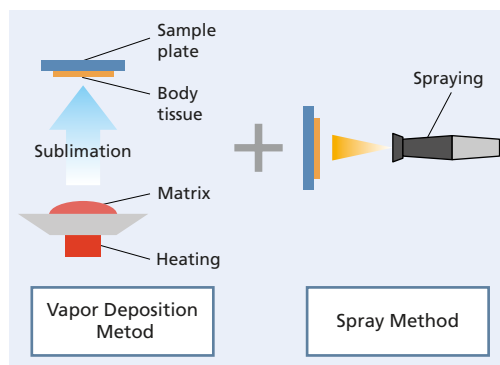 Sample
plate
Body
tissue
Sublimation
Matrix
Heating
Vapor Deposition
Metod
Spraying
Spray Method